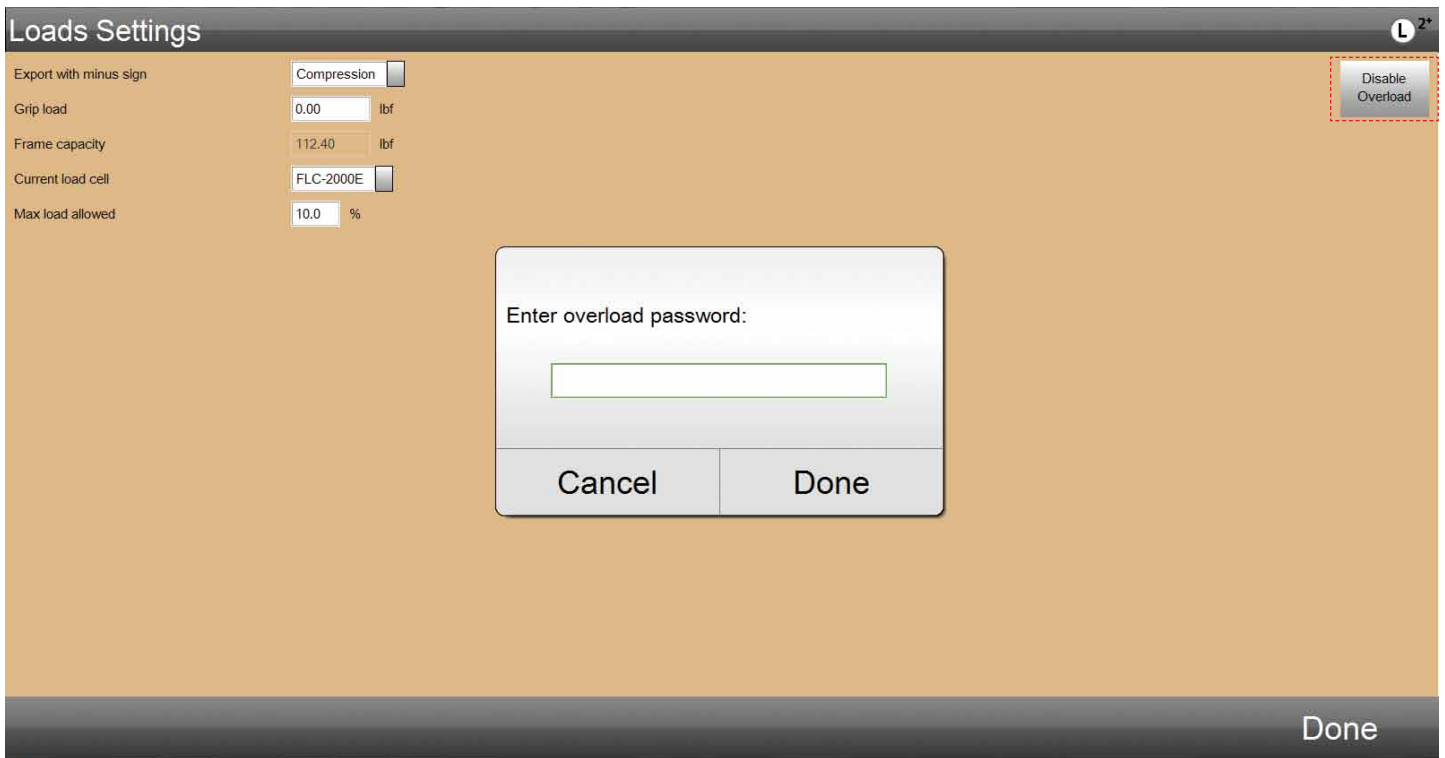 Loads Settings
L 2+
Export with minus sign Compression
Disable
Overload
Grip load 0.00 lbf
Frame capacity 112.40 lbf
Current load cell FLC-2000E
Max load allowed 10.0 %
Enter overload password:
Cancel Done
Done